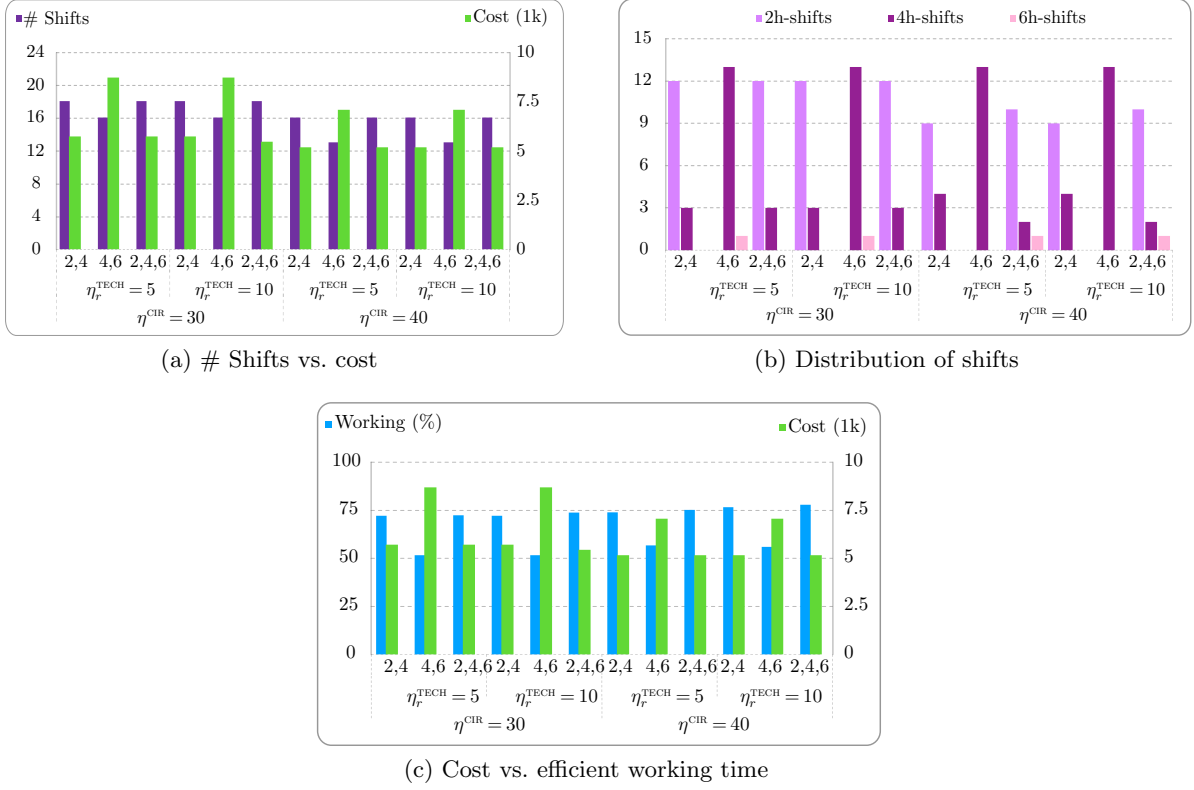 # Shifts Cost (1k)
24 10
20
7.5
16
12 5
8
2.5
4
0 0
2,4 4,6 2,4,6 2,4 4,6 2,4,6 2,4 4,6 2,4,6 2,4 4,6 2,4,6
η_r^TECH = 5 η_r^TECH = 10 η_r^TECH = 5 η_r^TECH = 10
η^CIR = 30 η^CIR = 40
(a) # Shifts vs. cost
2h-shifts 4h-shifts 6h-shifts
15
12
9
6
3
0
2,4 4,6 2,4,6 2,4 4,6 2,4,6 2,4 4,6 2,4,6 2,4 4,6 2,4,6
η_r^TECH = 5 η_r^TECH = 10 η_r^TECH = 5 η_r^TECH = 10
η^CIR = 30 η^CIR = 40
(b) Distribution of shifts
Working (%) Cost (1k)
100 10
75 7.5
50 5
25 2.5
0 0
2,4 4,6 2,4,6 2,4 4,6 2,4,6 2,4 4,6 2,4,6 2,4 4,6 2,4,6
η_r^TECH = 5 η_r^TECH = 10 η_r^TECH = 5 η_r^TECH = 10
η^CIR = 30 η^CIR = 40
(c) Cost vs. efficient working time